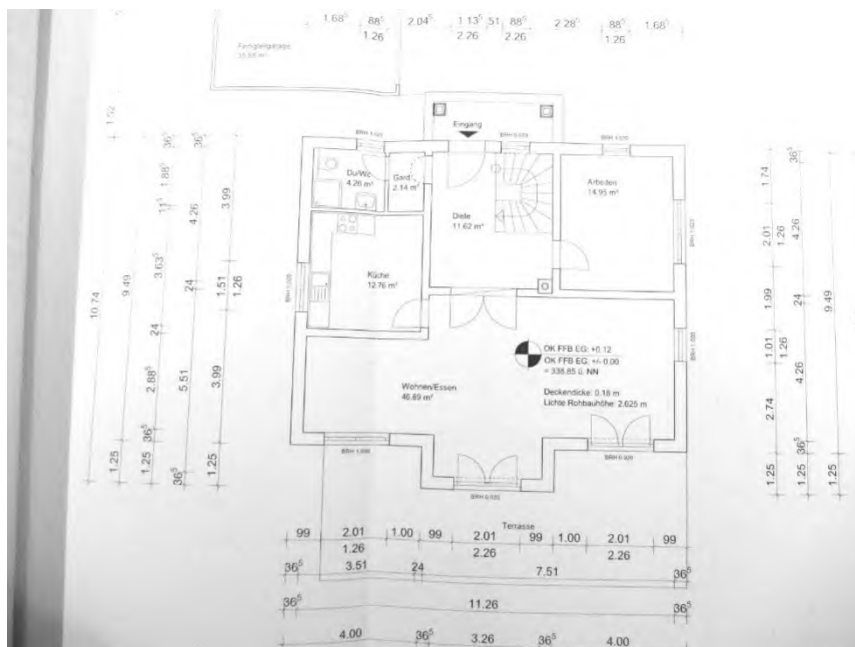 1.68⁵ 88⁵ 2.04⁵ 1.13⁵ 51 88⁵ 2.28⁵ 88⁵ 1.68⁵
1.26 2.26 2.26 1.26
Eingang
Du/Wc
4.26 m²
Gard.
2.14 m²
Diele
11.62 m²
Arbeiten
14.95 m²
Küche
12.76 m²
OK FFB EG: +0.12
OK FFB EG: +/- 0.00
= 338.85 ü. NN
Deckendicke: 0.18 m
Lichte Rohbauhöhe: 2.625 m
Wohnen/Essen
Terrasse
10.74
9.49
1.25
1.52
36⁵
1.88⁵
11⁵
3.63⁵
24
2.88⁵
36⁵
1.25
36⁵
4.26
24
5.51
36⁵
3.99
1.51
1.26
3.99
1.25
1.74
2.01
1.26
1.99
1.01
1.26
2.74
1.25
36⁵
4.26
24
4.26
36⁵
1.25
9.49
1.25
99 2.01 1.00 99 2.01 99 1.00 2.01 99
1.26 2.26 2.26
36⁵ 3.51 24 7.51 36⁵
36⁵ 11.26 36⁵
4.00 36⁵ 3.26 36⁵ 4.00